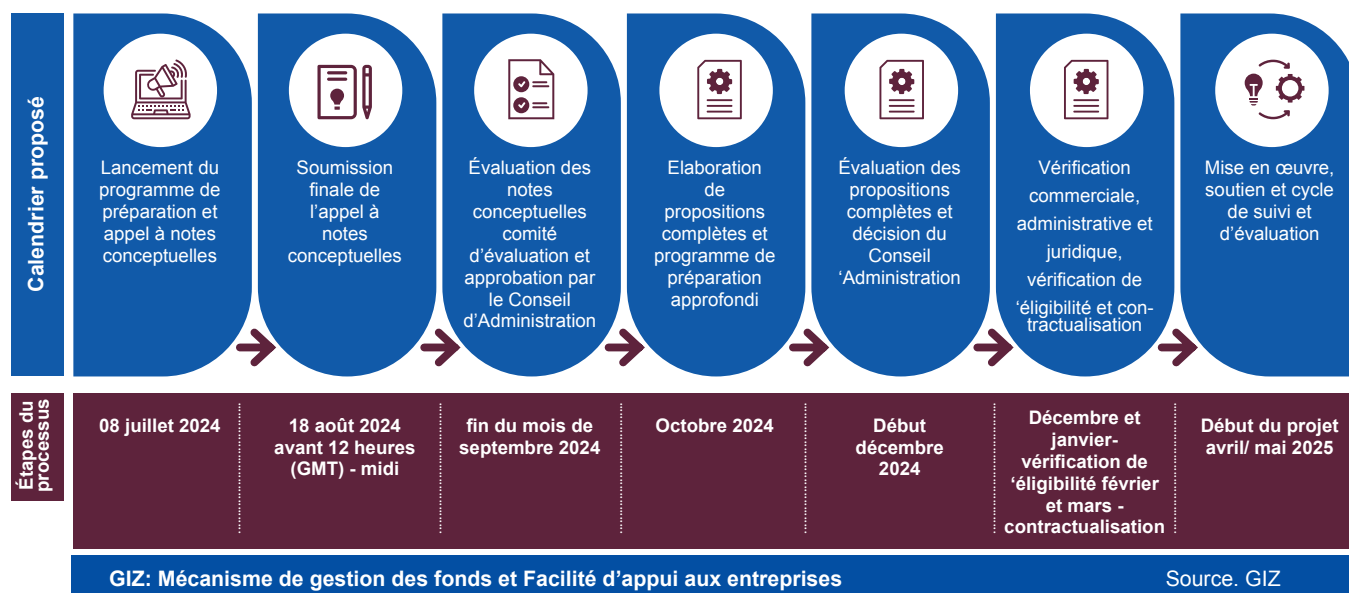 Calendrier proposé
Lancement du
programme de
préparation et
appel à notes
conceptuelles
Soumission
finale de
l'appel à
notes
conceptuelles
Évaluation des
notes
conceptuelles
comité
d'évaluation et
approbation par
le Conseil
d'Administration
Elaboration
de
propositions
complètes et
programme de
préparation
approfondi
Évaluation des
propositions
complètes et
décision du
Conseil
‘Administration
Vérification
commerciale,
administrative et
juridique,
vérification de
‘éligibilité et con-
tractualisation
Mise en œuvre,
soutien et cycle
de suivi et
d'évaluation
Étapes du
processus
08 juillet 2024
18 août 2024
avant 12 heures
(GMT) - midi
fin du mois de
septembre 2024
Octobre 2024
Début
décembre
2024
Décembre et
janvier-
vérification de
‘éligibilité février
et mars -
contractualisation
Début du projet
avril/ mai 2025
GIZ: Mécanisme de gestion des fonds et Facilité d'appui aux entreprises
Source. GIZ